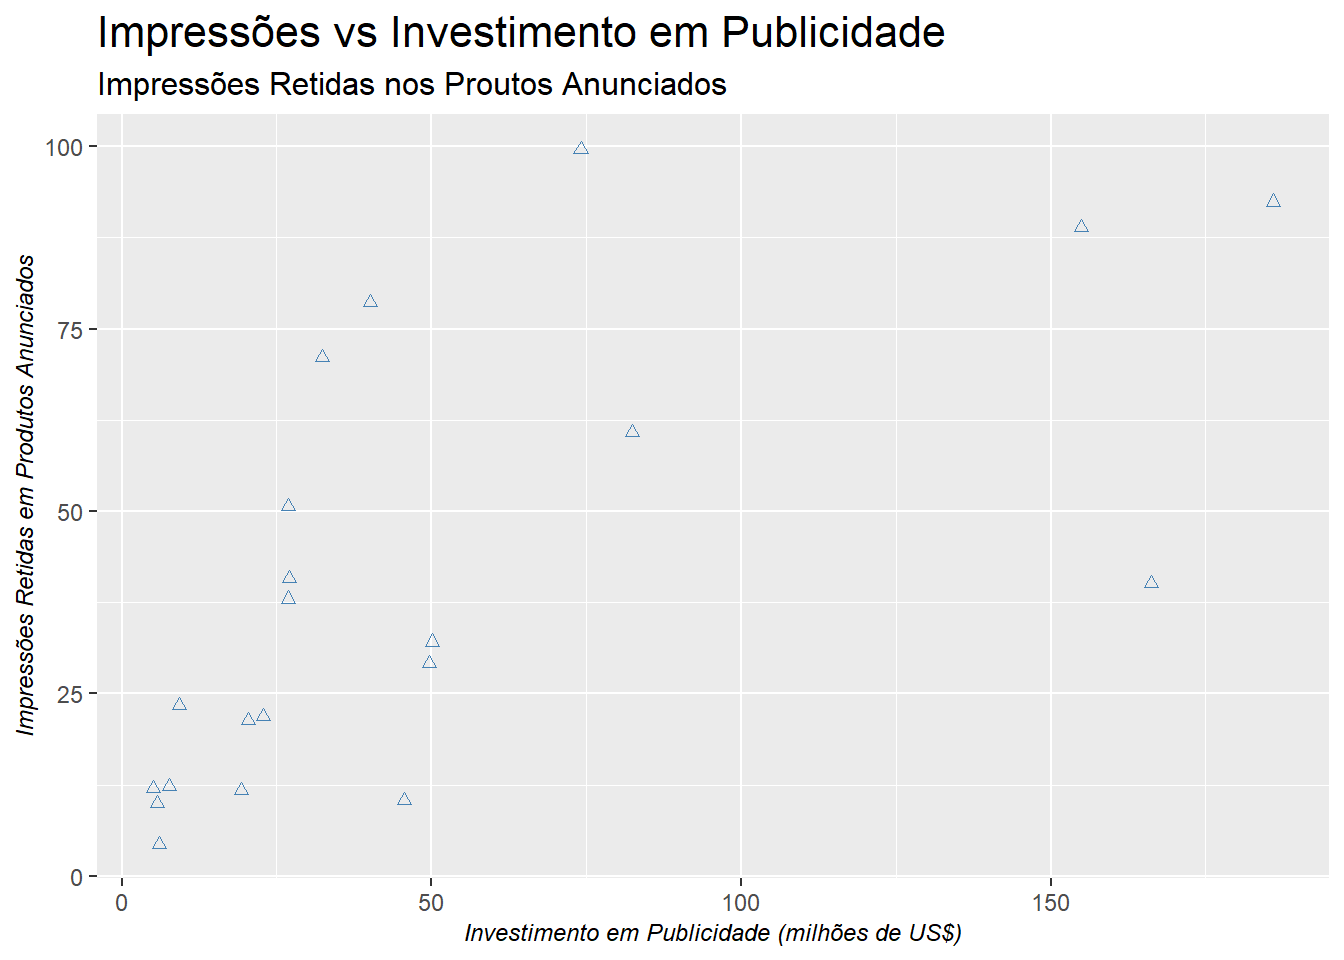 Impressões vs Investimento em Publicidade
Impressões Retidas nos Proutos Anunciados
Impressões Retidas em Produtos Anunciados
100
75
50
25
0
0 50 100 150
Investimento em Publicidade (milhões de US$)